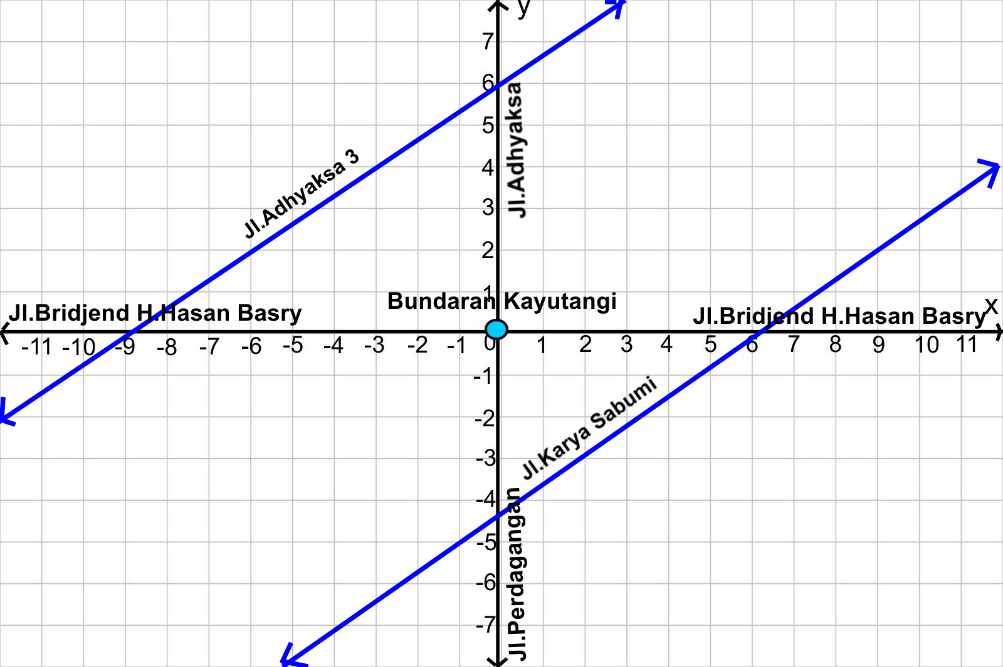 y
7
6
5
4
3
2
1
Jl.Adhyaksa
Jl.Adhyaksa 3
Bundaran Kayutangi
Jl.Bridjend H.Hasan Basry
Jl.Bridjend H.Hasan Basry
x
-11 -10 -9 -8 -7 -6 -5 -4 -3 -2 -1 0 1 2 3 4 5 6 7 8 9 10 11
-1
-2
-3
-4
-5
-6
-7
Jl.Karya Sabumi
Jl.Perdagangan